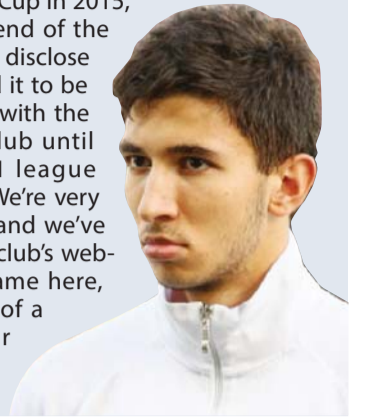 Cup in 2015,
end of the
disclose
it to be
with the
lub until
league
We're very
and we've
club's web-
ame here,
of a
r